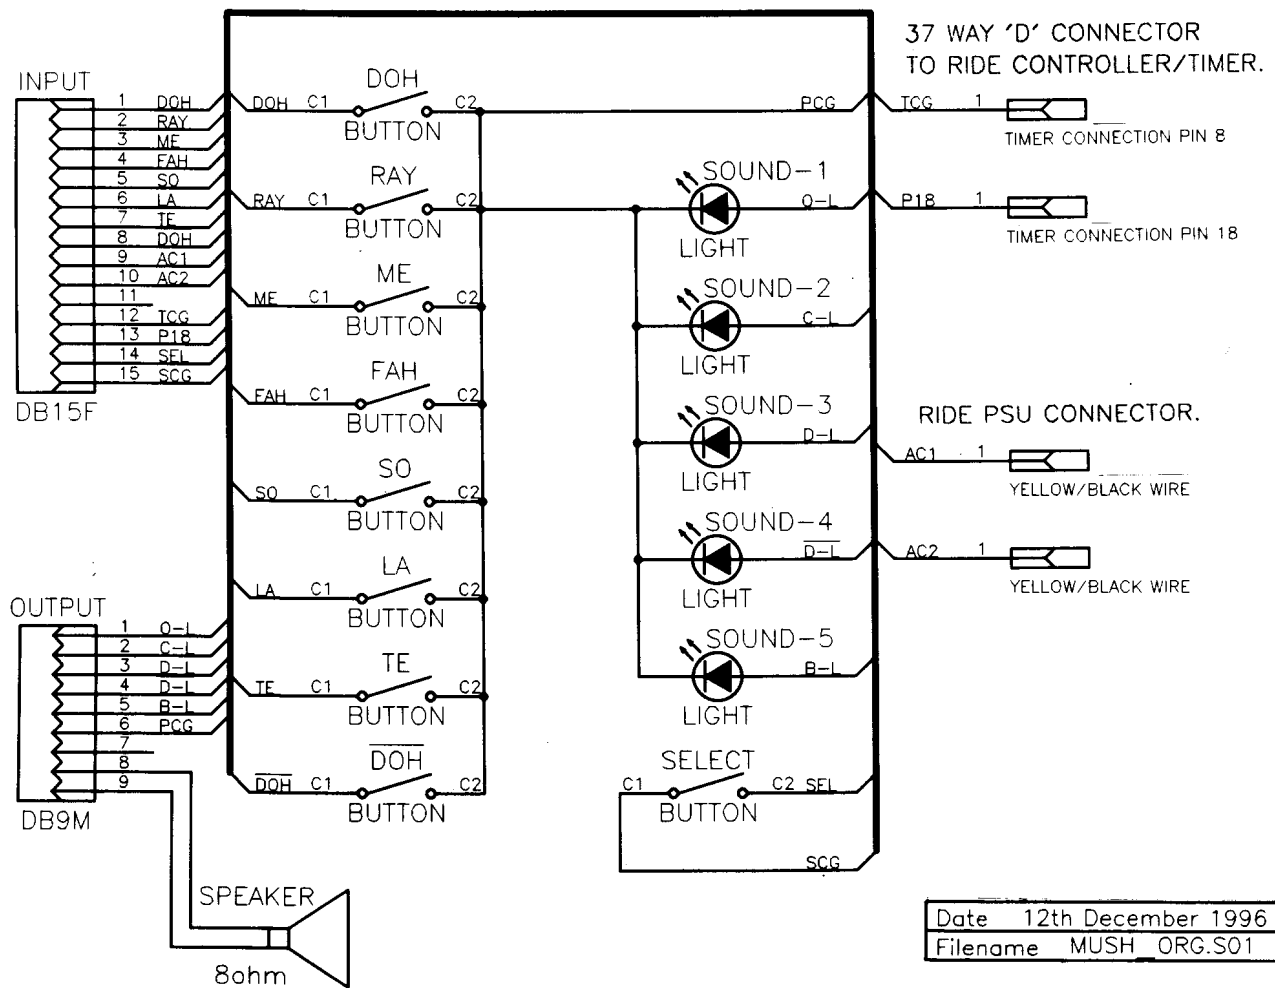 37 WAY 'D' CONNECTOR
TO RIDE CONTROLLER/TIMER.
INPUT
1 DOH
2 RAY
3 ME
4 FAH
5 SO
6 LA
7 TE
8 D̅O̅H̅
9 AC1
10 AC2
11
12 TCG
13 P18
14 SEL
15 SCG
DB15F
OUTPUT
1 O-L
2 C-L
3 D-L
4 D̅-̅L̅
5 B-L
6 PCG
7
8
9
DB9M
SPEAKER
8ohm
DOH
DOH C1 C2
BUTTON
RAY
RAY C1 C2
BUTTON
ME
ME C1 C2
BUTTON
FAH
FAH C1 C2
BUTTON
SO
SO C1 C2
BUTTON
LA
LA C1 C2
BUTTON
TE
TE C1 C2
BUTTON
D̅O̅H̅
D̅O̅H̅ C1 C2
BUTTON
PCG
SOUND-1
O-L
LIGHT
SOUND-2
C-L
LIGHT
SOUND-3
D-L
LIGHT
SOUND-4
D̅-̅L̅
LIGHT
SOUND-5
B-L
LIGHT
SELECT
C1 C2 SEL
BUTTON
SCG
TCG 1
TIMER CONNECTION PIN 8
P18 1
TIMER CONNECTION PIN 18
RIDE PSU CONNECTOR.
AC1 1
YELLOW/BLACK WIRE
AC2 1
YELLOW/BLACK WIRE
Date 12th December 1996
Filename MUSH_ORG.S01